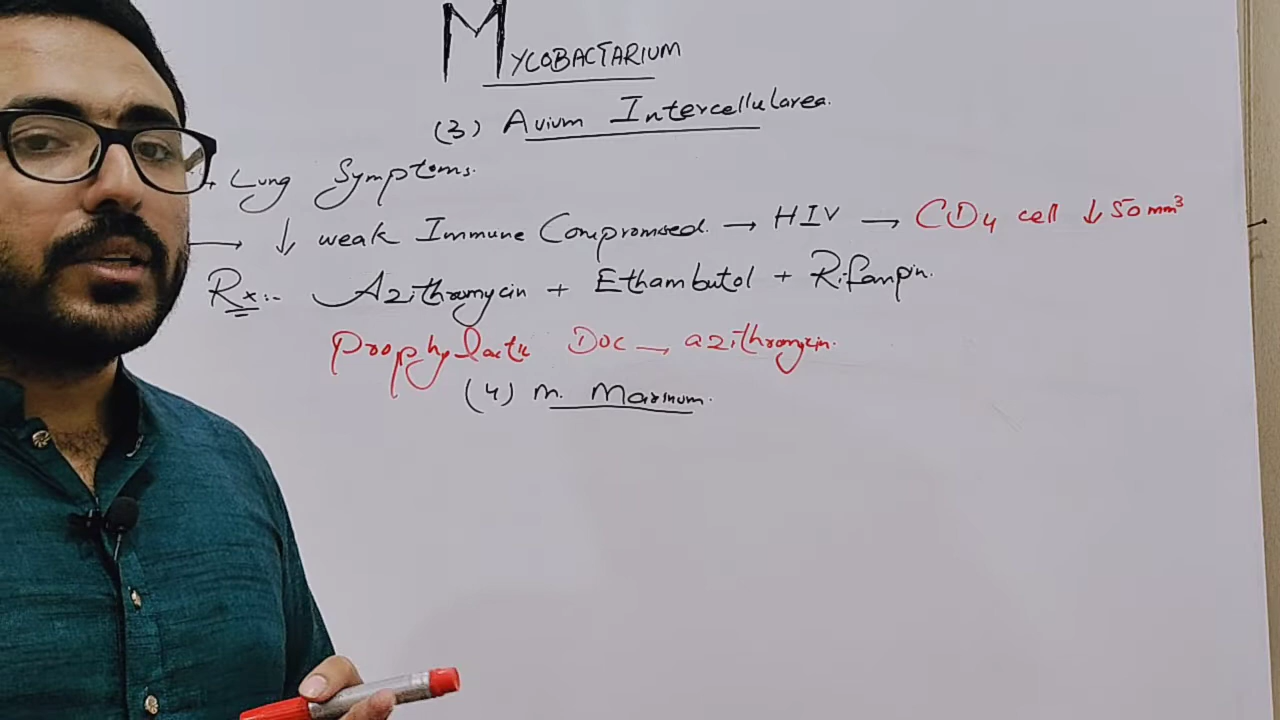 MYCOBACTARIUM
(3) Avium Intercellularea.
+ Lung Symptoms.
→ ↓ weak Immune Compromised. → HIV → CD4 cell ↓ 50 mm³
Rx:- Azithromycin + Ethambutol + Rifampin.
Prophylactic DOC → azithromycin.
(4) M. Marinum.